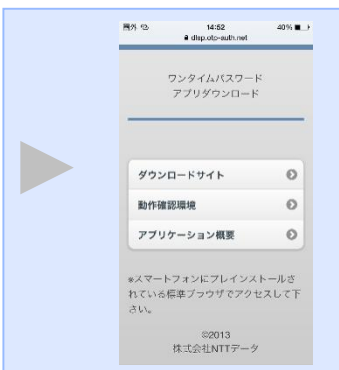 圏外
14:52
40%
disp.otp-auth.net
ワンタイムパスワード
アプリダウンロード
ダウンロードサイト
動作確認環境
アプリケーション概要
※スマートフォンにプレインストールさ
れている標準ブラウザでアクセスして下
さい。
©2013
株式会社NTTデータ